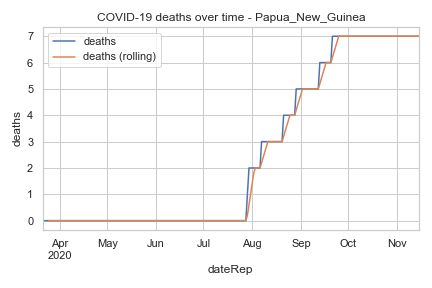 COVID-19 deaths over time - Papua_New_Guinea
deaths
deaths (rolling)
7
6
5
4
3
2
1
0
deaths
Apr May Jun Jul Aug Sep Oct Nov
2020
dateRep